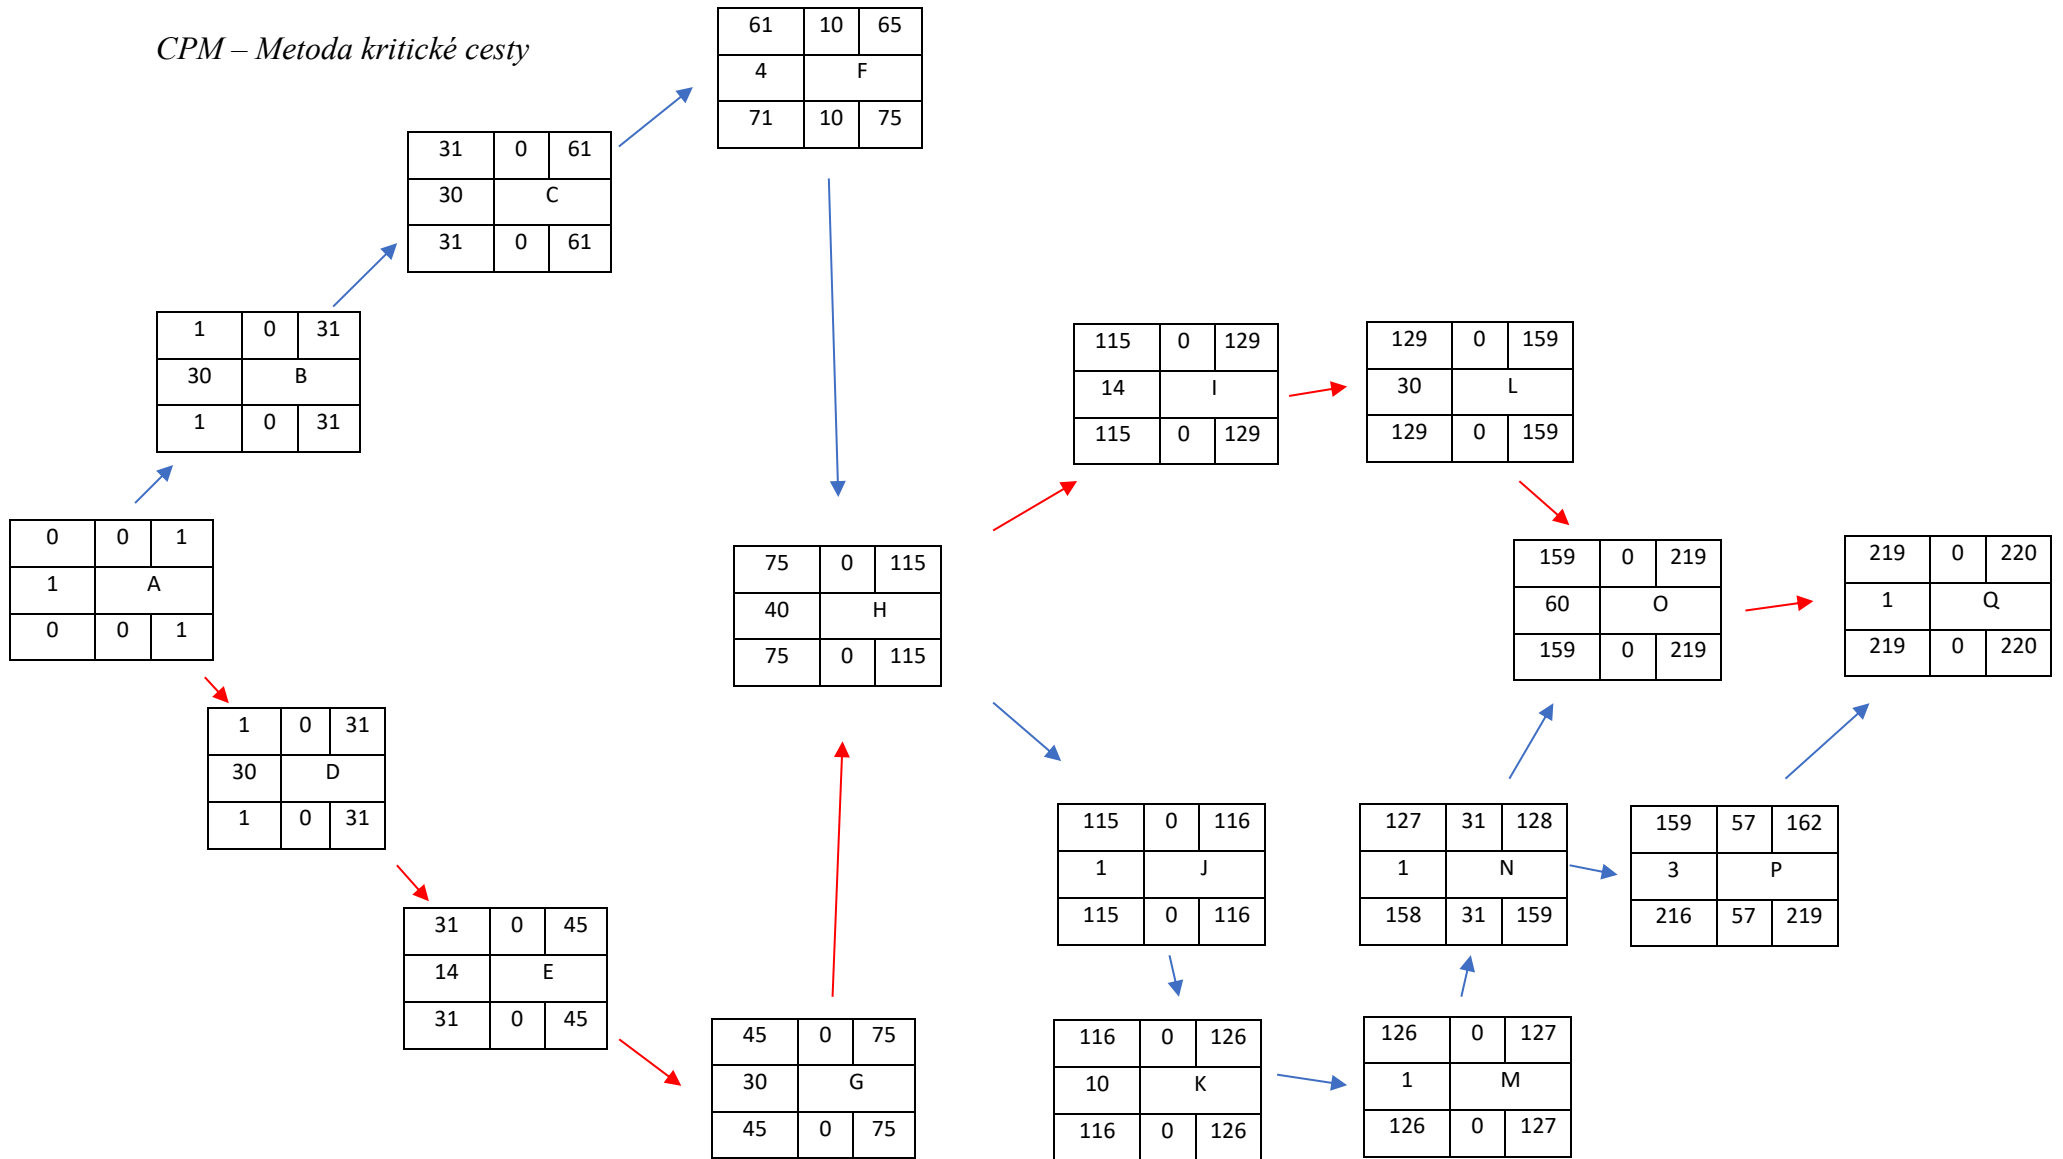 CPM – Metoda kritické cesty
61 10 65
4 F
71 10 75
31 0 61
30 C
31 0 61
1 0 31
30 B
1 0 31
0 0 1
1 A
0 0 1
1 0 31
30 D
1 0 31
31 0 45
14 E
31 0 45
45 0 75
30 G
45 0 75
75 0 115
40 H
75 0 115
115 0 129
14 I
115 0 129
129 0 159
30 L
129 0 159
159 0 219
60 O
159 0 219
219 0 220
1 Q
219 0 220
115 0 116
1 J
115 0 116
116 0 126
10 K
116 0 126
126 0 127
1 M
126 0 127
127 31 128
1 N
158 31 159
159 57 162
3 P
216 57 219